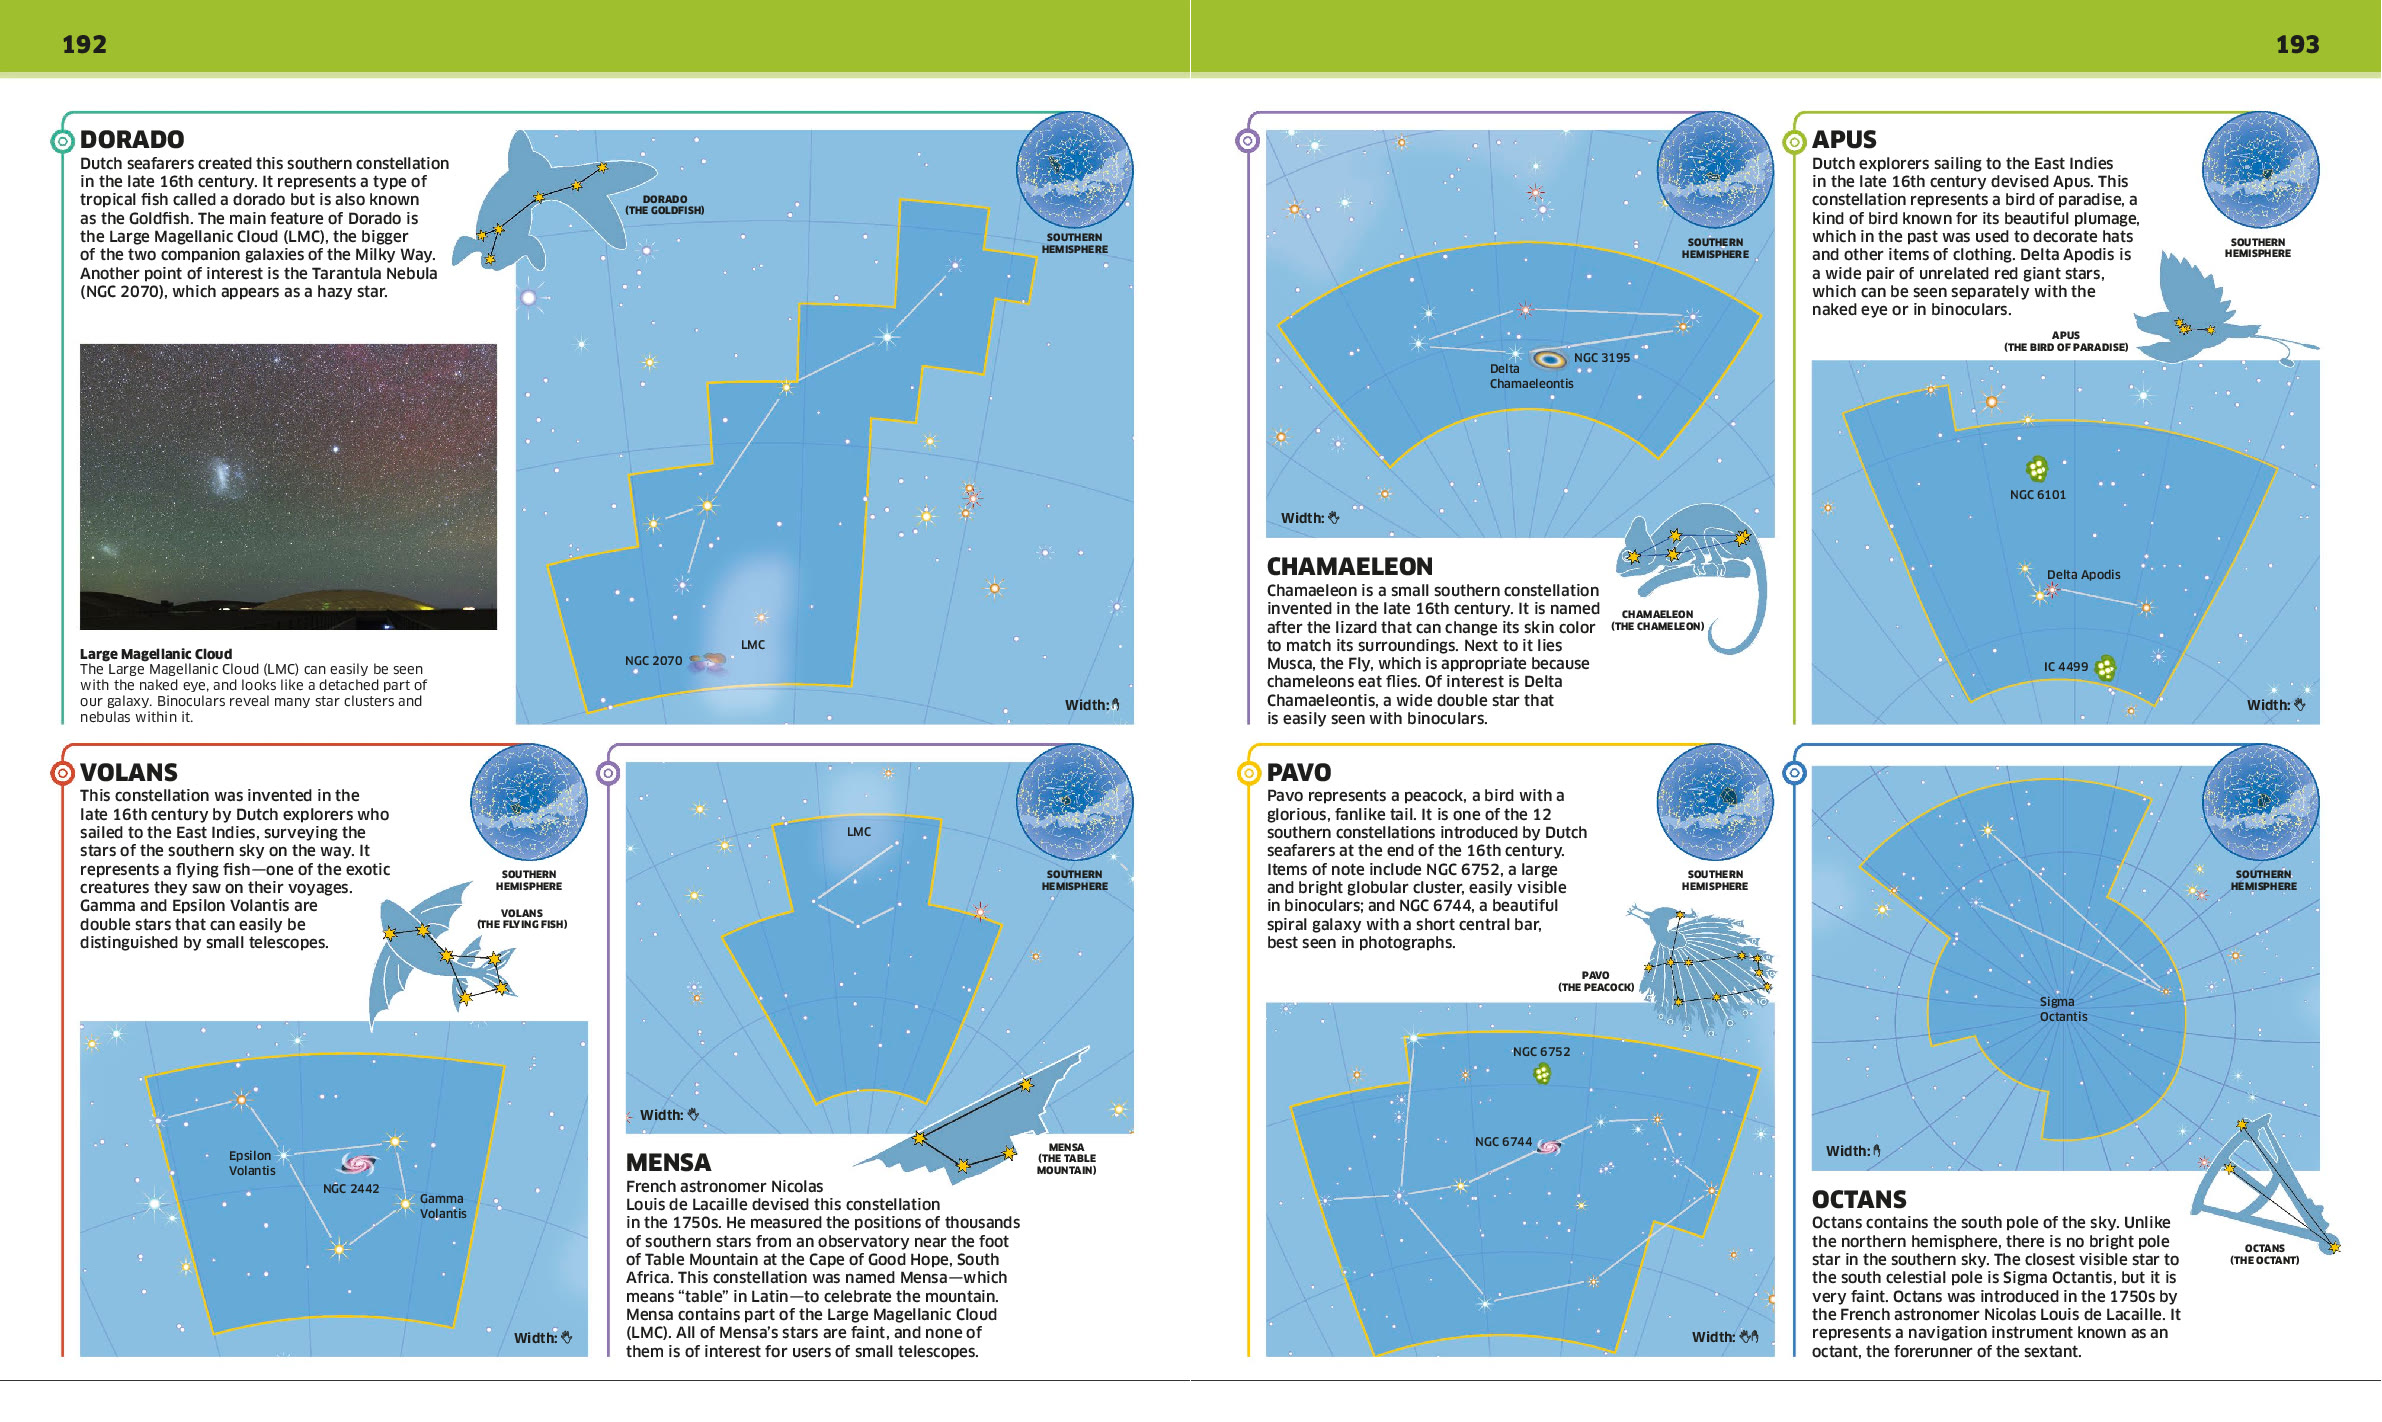 192
DORADO
Dutch seafarers created this southern constellation
in the late 16th century. It represents a type of
tropical fish called a dorado but is also known
as the Goldfish. The main feature of Dorado is
the Large Magellanic Cloud (LMC), the bigger
of the two companion galaxies of the Milky Way.
Another point of interest is the Tarantula Nebula
(NGC 2070), which appears as a hazy star.
DORADO
(THE GOLDFISH)
SOUTHERN
HEMISPHERE
LMC
NGC 2070
Width:
Large Magellanic Cloud
The Large Magellanic Cloud (LMC) can easily be seen
with the naked eye, and looks like a detached part of
our galaxy. Binoculars reveal many star clusters and
nebulas within it.
VOLANS
This constellation was invented in the
late 16th century by Dutch explorers who
sailed to the East Indies, surveying the
stars of the southern sky on the way. It
represents a flying fish—one of the exotic
creatures they saw on their voyages.
Gamma and Epsilon Volantis are
double stars that can easily be
distinguished by small telescopes.
SOUTHERN
HEMISPHERE
VOLANS
(THE FLYING FISH)
Epsilon
Volantis
NGC 2442
Gamma
Volantis
Width:
LMC
SOUTHERN
HEMISPHERE
Width:
MENSA
(THE TABLE
MOUNTAIN)
MENSA
French astronomer Nicolas
Louis de Lacaille devised this constellation
in the 1750s. He measured the positions of thousands
of southern stars from an observatory near the foot
of Table Mountain at the Cape of Good Hope, South
Africa. This constellation was named Mensa—which
means “table” in Latin—to celebrate the mountain.
Mensa contains part of the Large Magellanic Cloud
(LMC). All of Mensa’s stars are faint, and none of
them is of interest for users of small telescopes.
193
SOUTHERN
HEMISPHERE
NGC 3195
Delta
Chamaeleontis
Width:
CHAMAELEON
Chamaeleon is a small southern constellation
invented in the late 16th century. It is named
after the lizard that can change its skin color
to match its surroundings. Next to it lies
Musca, the Fly, which is appropriate because
chameleons eat flies. Of interest is Delta
Chamaeleontis, a wide double star that
is easily seen with binoculars.
CHAMAELEON
(THE CHAMELEON)
APUS
Dutch explorers sailing to the East Indies
in the late 16th century devised Apus. This
constellation represents a bird of paradise, a
kind of bird known for its beautiful plumage,
which in the past was used to decorate hats
and other items of clothing. Delta Apodis is
a wide pair of unrelated red giant stars,
which can be seen separately with the
naked eye or in binoculars.
SOUTHERN
HEMISPHERE
APUS
(THE BIRD OF PARADISE)
NGC 6101
Delta Apodis
IC 4499
Width:
PAVO
Pavo represents a peacock, a bird with a
glorious, fanlike tail. It is one of the 12
southern constellations introduced by Dutch
seafarers at the end of the 16th century.
Items of note include NGC 6752, a large
and bright globular cluster, easily visible
in binoculars; and NGC 6744, a beautiful
spiral galaxy with a short central bar,
best seen in photographs.
SOUTHERN
HEMISPHERE
PAVO
(THE PEACOCK)
NGC 6752
NGC 6744
Width:
SOUTHERN
HEMISPHERE
Sigma
Octantis
Width:
OCTANS
Octans contains the south pole of the sky. Unlike
the northern hemisphere, there is no bright pole
star in the southern sky. The closest visible star to
the south celestial pole is Sigma Octantis, but it is
very faint. Octans was introduced in the 1750s by
the French astronomer Nicolas Louis de Lacaille. It
represents a navigation instrument known as an
octant, the forerunner of the sextant.
OCTANS
(THE OCTANT)